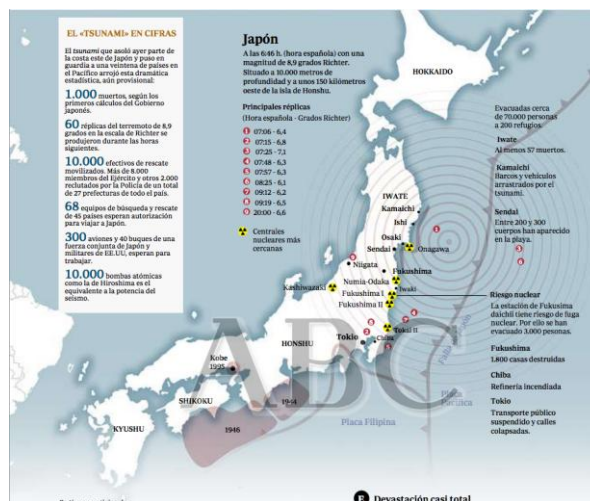 EL «TSUNAMI» EN CIFRAS
El tsunami que asoló ayer parte de
la costa este de Japón y puso en
guardia a una veintena de países en
el Pacífico arrojó esta dramática
estadística, aún provisional:
1.000 muertos, según los
primeros cálculos del Gobierno
japonés.
60 réplicas del terremoto de 8,9
grados en la escala de Richter se
produjeron durante las horas
siguientes.
10.000 efectivos de rescate
movilizados. Más de 8.000
miembros del Ejército y otros 2.000
reclutados por la Policía de un total
de 27 prefecturas de todo el país.
68 equipos de búsqueda y rescate
de 45 países esperan autorización
para viajar a Japón.
300 aviones y 40 buques de una
fuerza conjunta de Japón y
militares de EE.UU, esperan para
trabajar.
10.000 bombas atómicas
como la de Hiroshima es el
equivalente a la potencia del
seísmo.
Japón
A las 6:46 h. (hora española) con una
magnitud de 8,9 grados Richter.
Situado a 10.000 metros de
profundidad y a unos 150 kilómetros
oeste de la isla de Honshu.
Principales réplicas
(Hora española - Grados Richter)
1 07:06 - 6,4
2 07:15 - 6,8
3 07:25 - 7,1
4 07:48 - 6,3
5 07:57 - 6,3
6 08:25 - 6,1
7 09:12 - 6,2
8 09:19 - 6,5
9 20:00 - 6,6
Centrales
nucleares más
cercanas
HOKKAIDO
IWATE
Kamaichi
Ishi
Osaki
Sendai
Onagawa
Niigata
Fukushima
Kashiwazaki
Numia-Odaka
Iwaki
Fukushima I
Fukushima II
Tokai II
Tokio
Chiba
HONSHU
Kobe
1995
SHIKOKU
KYUSHU
1946
1944
Placa Filipina
Placa
Pacífica
ABC
Evacuadas cerca
de 70.000 personas
a 200 refugios.
Iwate
Al menos 57 muertos.
Kamaichi
Barcos y vehículos
arrastrados por el
tsunami.
Sendai
Entre 200 y 300
cuerpos han aparecido
en la playa.
Riesgo nuclear
La estación de Fukusima
daichli tiene riesgo de fuga
nuclear. Por ello se han
evacuado 3.000 pesonas.
Fukushima
1.800 casas destruidas
Chiba
Refinería incendiada
Tokio
Transporte público
suspendido y calles
colapsadas.
E Devastación casi total